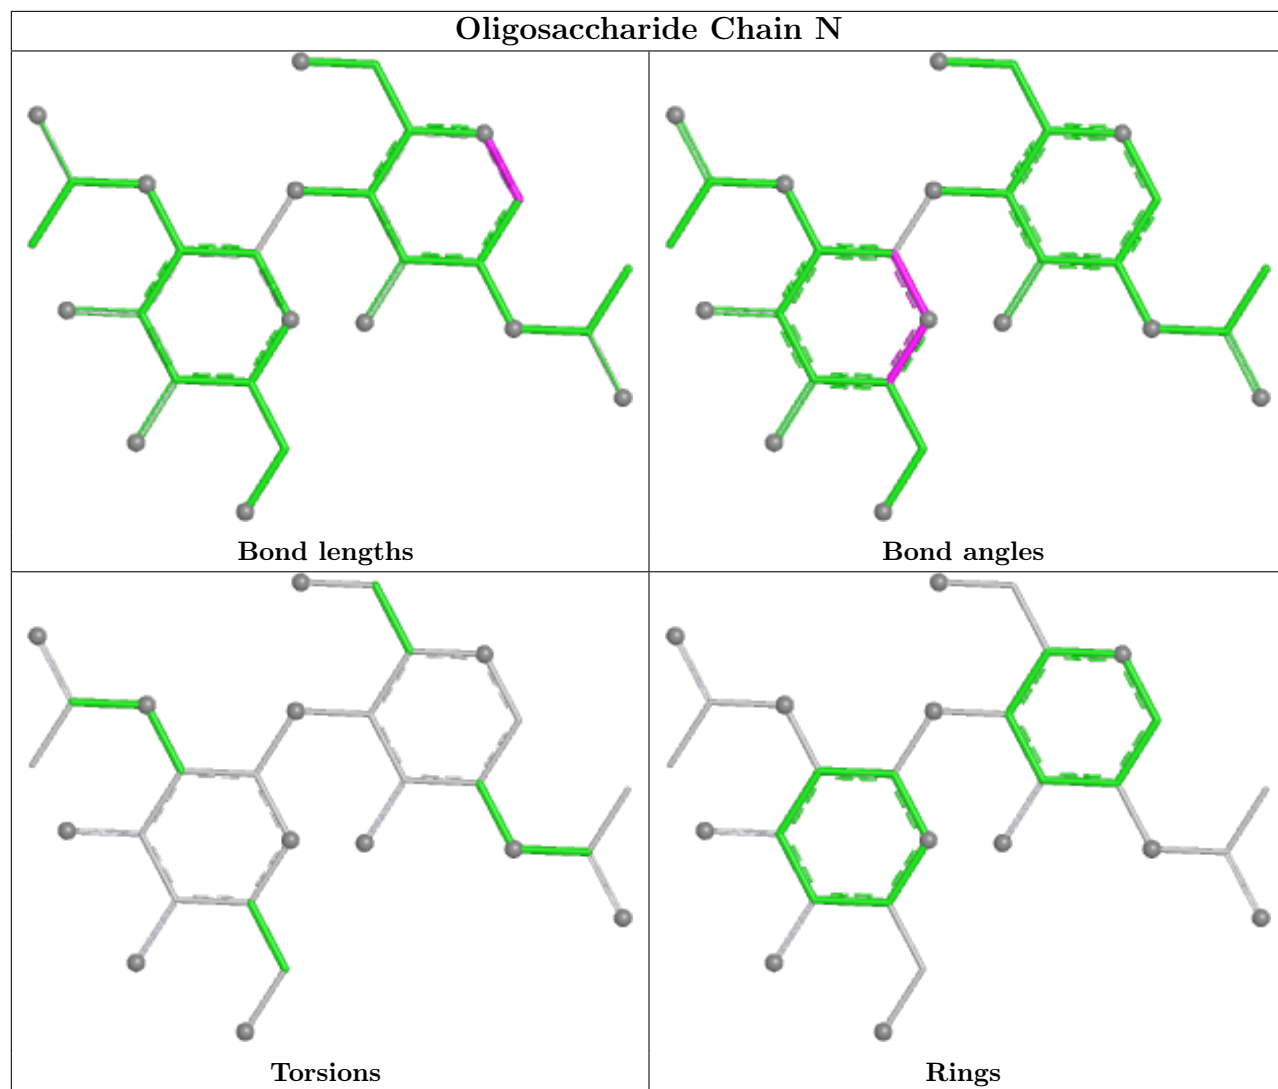 Oligosaccharide Chain N
Bond lengths
Bond angles
Torsions
Rings